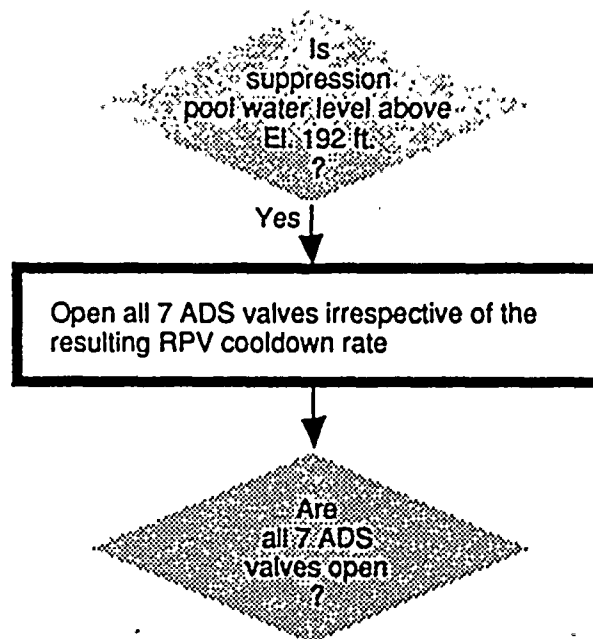 Is
suppression
pool water level above
El. 192 ft.
?
Yes
Open all 7 ADS valves irrespective of the
resulting RPV cooldown rate
Are
all 7 ADS
valves open
?